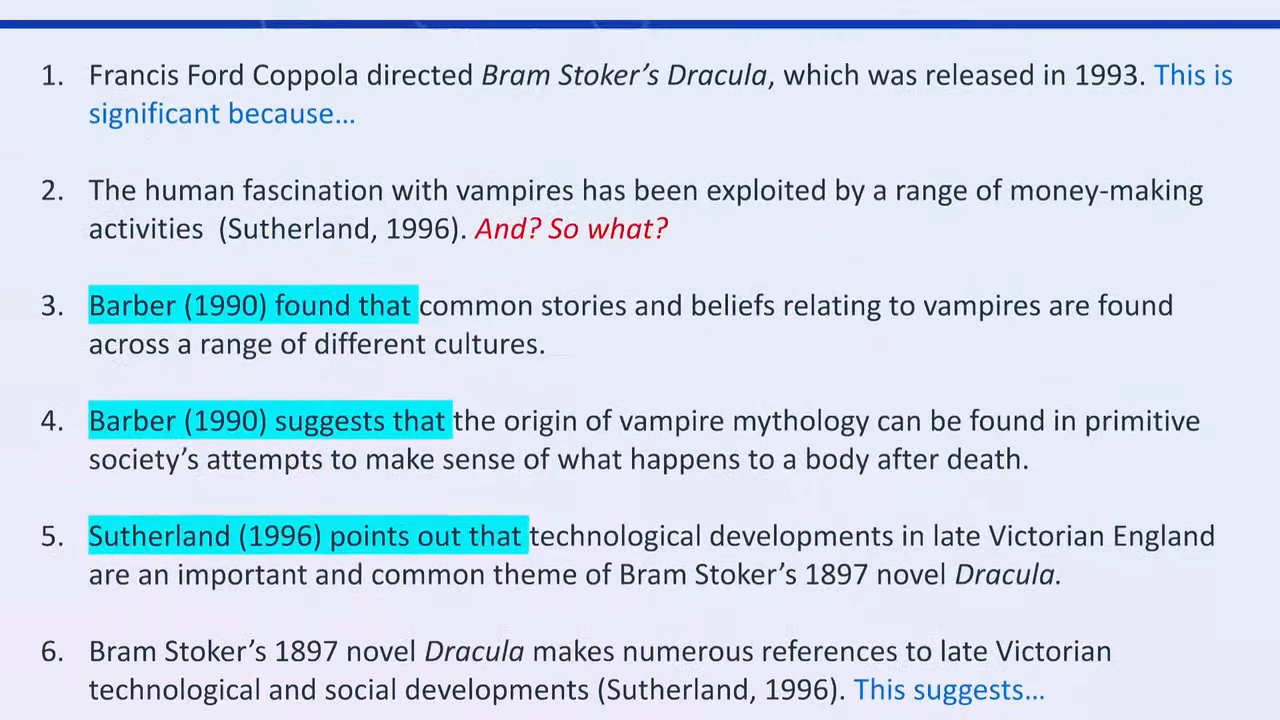 1. Francis Ford Coppola directed Bram Stoker’s Dracula, which was released in 1993. This is
significant because…
2. The human fascination with vampires has been exploited by a range of money-making
activities (Sutherland, 1996). And? So what?
3. Barber (1990) found that common stories and beliefs relating to vampires are found
across a range of different cultures.
4. Barber (1990) suggests that the origin of vampire mythology can be found in primitive
society’s attempts to make sense of what happens to a body after death.
5. Sutherland (1996) points out that technological developments in late Victorian England
are an important and common theme of Bram Stoker’s 1897 novel Dracula.
6. Bram Stoker’s 1897 novel Dracula makes numerous references to late Victorian
technological and social developments (Sutherland, 1996). This suggests…